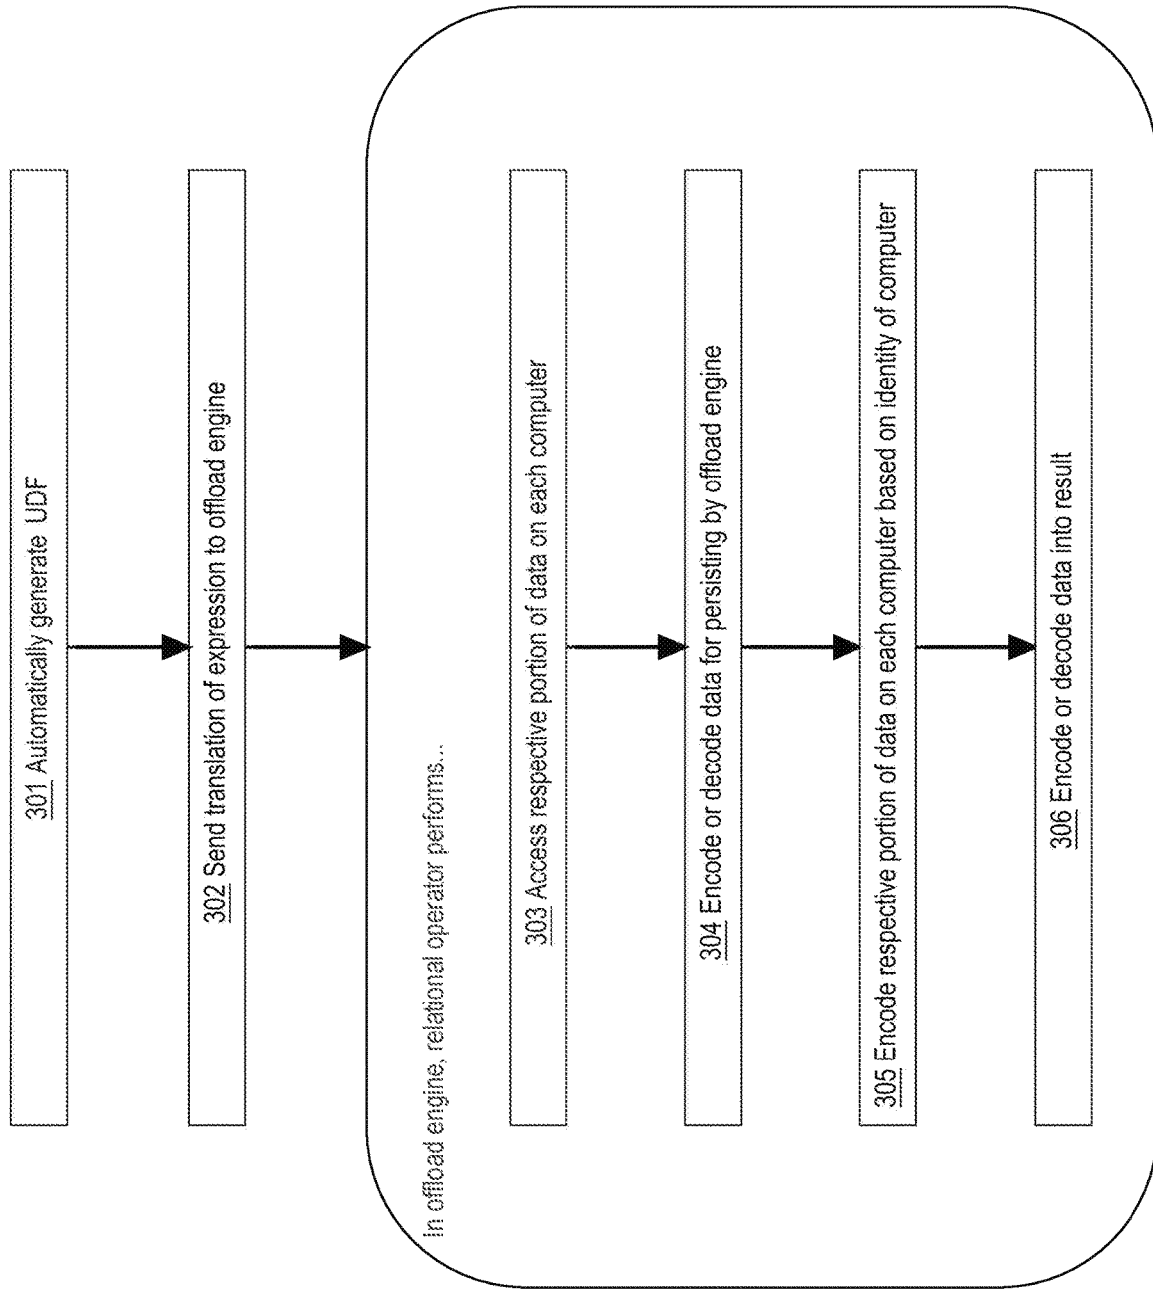 301 Automatically generate UDF
302 Send translation of expression to offload engine
In offload engine, relational operator performs...
303 Access respective portion of data on each computer
304 Encode or decode data for persisting by offload engine
305 Encode respective portion of data on each computer based on identity of computer
306 Encode or decode data into result